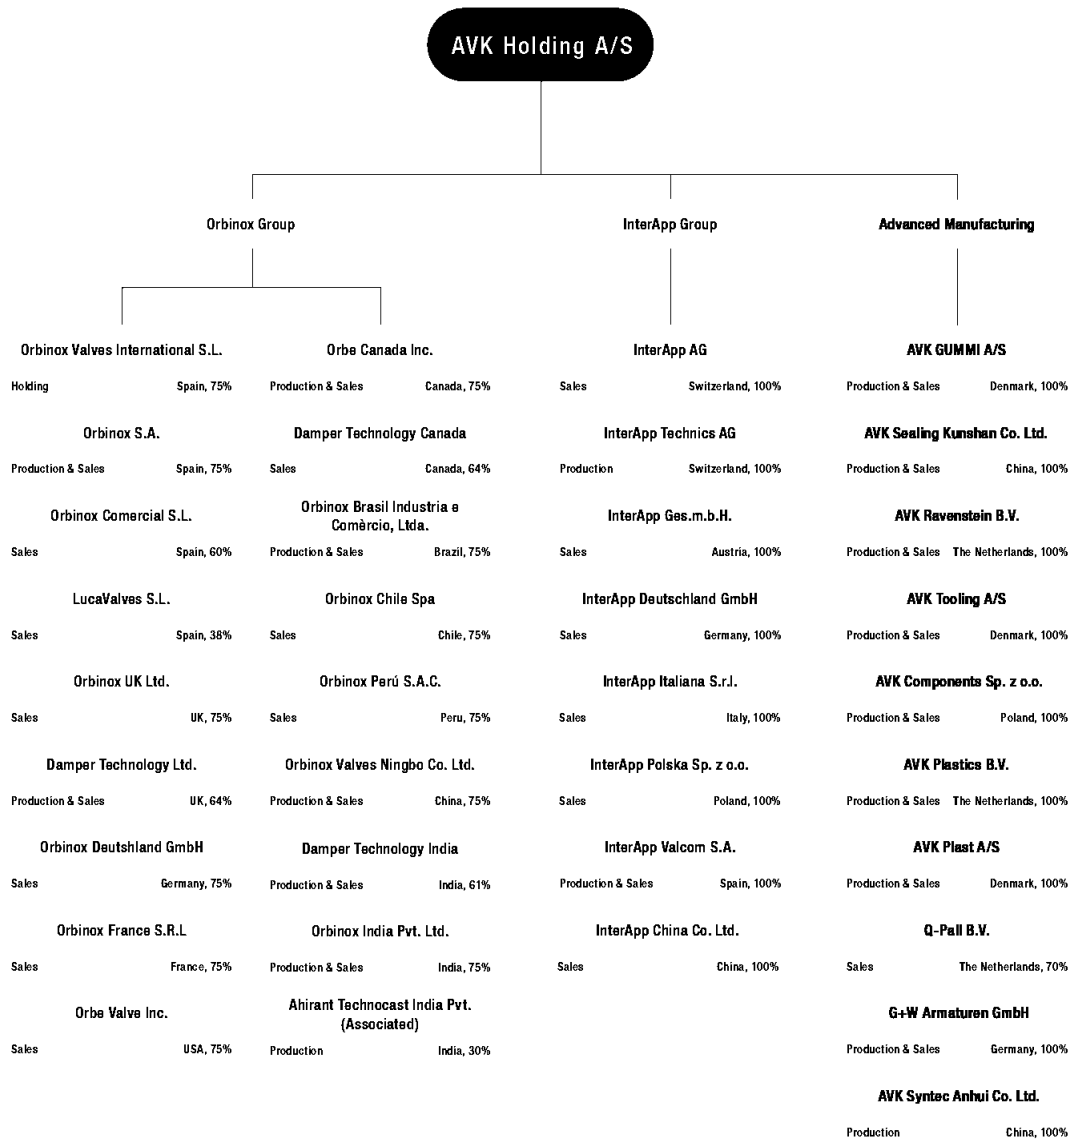 AVK Holding A/S
Orbinox Group
InterApp Group
Advanced Manufacturing
Orbinox Valves International S.L.
Holding Spain, 75%
Orbinox S.A.
Production & Sales Spain, 75%
Orbinox Comercial S.L.
Sales Spain, 60%
LucaValves S.L.
Sales Spain, 38%
Orbinox UK Ltd.
Sales UK, 75%
Damper Technology Ltd.
Production & Sales UK, 64%
Orbinox Deutshland GmbH
Sales Germany, 75%
Orbinox France S.R.L
Sales France, 75%
Orbe Valve Inc.
Sales USA, 75%
Orbe Canada Inc.
Production & Sales Canada, 75%
Damper Technology Canada
Sales Canada, 64%
Orbinox Brasil Industria e
Comèrcio, Ltda.
Production & Sales Brazil, 75%
Orbinox Chile Spa
Sales Chile, 75%
Orbinox Perú S.A.C.
Sales Peru, 75%
Orbinox Valves Ningbo Co. Ltd.
Production & Sales China, 75%
Damper Technology India
Production & Sales India, 61%
Orbinox India Pvt. Ltd.
Production & Sales India, 75%
Ahirant Technocast India Pvt.
(Associated)
Production India, 30%
InterApp AG
Sales Switzerland, 100%
InterApp Technics AG
Production Switzerland, 100%
InterApp Ges.m.b.H.
Sales Austria, 100%
InterApp Deutschland GmbH
Sales Germany, 100%
InterApp Italiana S.r.l.
Sales Italy, 100%
InterApp Polska Sp. z o.o.
Sales Poland, 100%
InterApp Valcom S.A.
Production & Sales Spain, 100%
InterApp China Co. Ltd.
Sales China, 100%
AVK GUMMI A/S
Production & Sales Denmark, 100%
AVK Sealing Kunshan Co. Ltd.
Production & Sales China, 100%
AVK Ravenstein B.V.
Production & Sales The Netherlands, 100%
AVK Tooling A/S
Production & Sales Denmark, 100%
AVK Components Sp. z o.o.
Production & Sales Poland, 100%
AVK Plastics B.V.
Production & Sales The Netherlands, 100%
AVK Plast A/S
Production & Sales Denmark, 100%
Q-Pall B.V.
Sales The Netherlands, 70%
G+W Armaturen GmbH
Production & Sales Germany, 100%
AVK Syntec Anhui Co. Ltd.
Production China, 100%